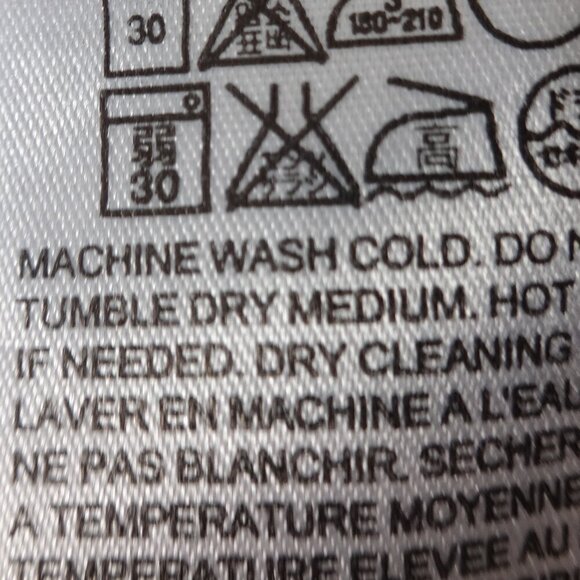 30 180~210
弱 高
30
MACHINE WASH COLD. DO
TUMBLE DRY MEDIUM. HOT
IF NEEDED. DRY CLEANING
LAVER EN MACHINE A L'EAU
NE PAS BLANCHIR. SECHER
A TEMPERATURE MOYENNE
TEMPERATURE ELEVEE AU